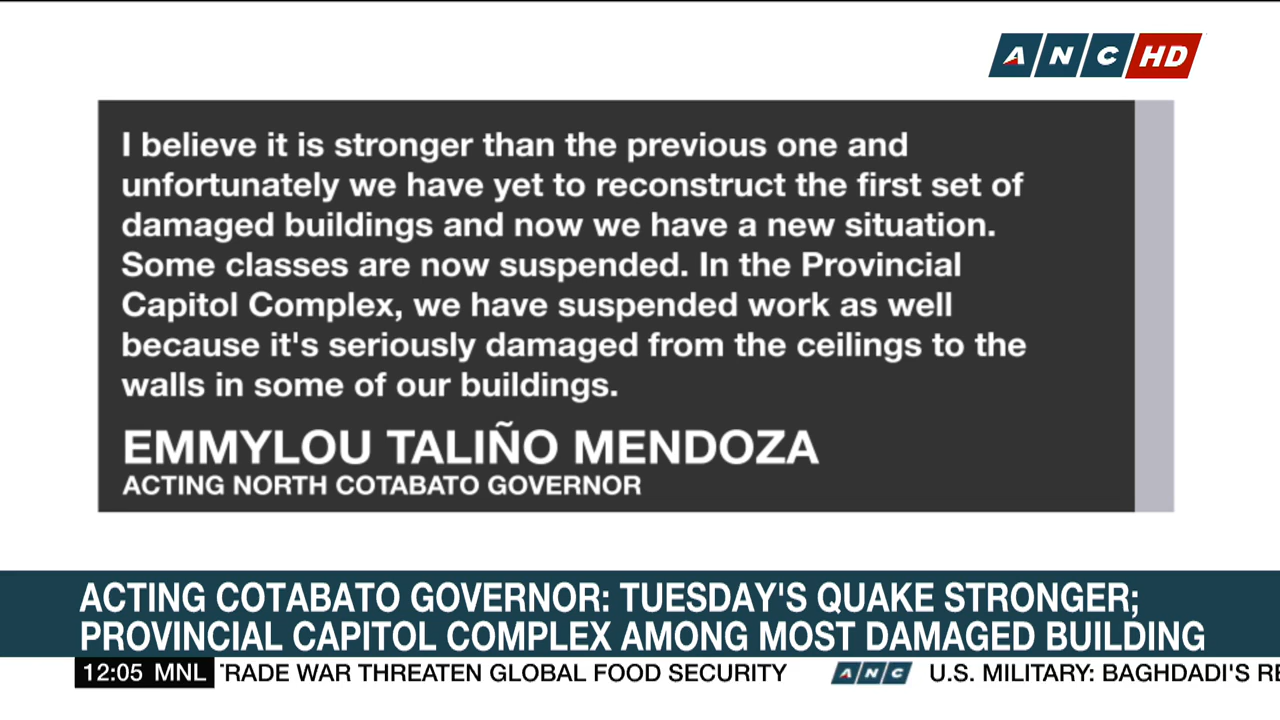 ANC HD
I believe it is stronger than the previous one and
unfortunately we have yet to reconstruct the first set of
damaged buildings and now we have a new situation.
Some classes are now suspended. In the Provincial
Capitol Complex, we have suspended work as well
because it's seriously damaged from the ceilings to the
walls in some of our buildings.
EMMYLOU TALIÑO MENDOZA
ACTING NORTH COTABATO GOVERNOR
ACTING COTABATO GOVERNOR: TUESDAY'S QUAKE STRONGER;
PROVINCIAL CAPITOL COMPLEX AMONG MOST DAMAGED BUILDING
12:05 MNL RADE WAR THREATEN GLOBAL FOOD SECURITY ANC U.S. MILITARY: BAGHDADI'S RE